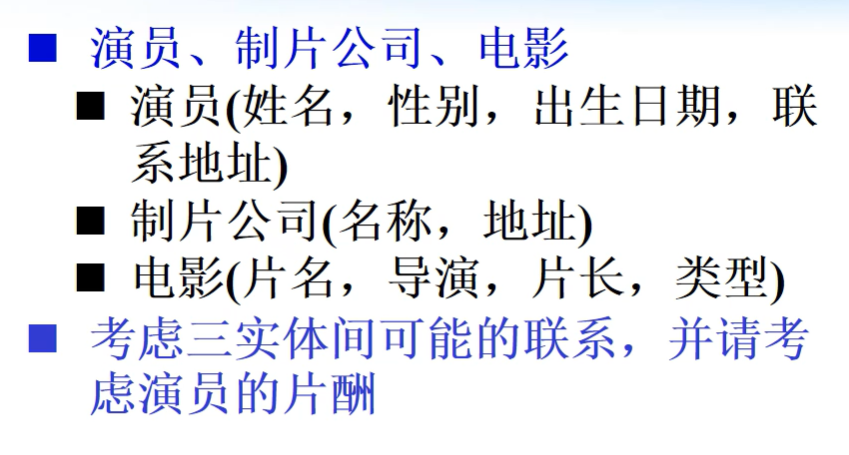 演员、制片公司、电影
演员(姓名，性别，出生日期，联
系地址)
制片公司(名称，地址)
电影(片名，导演，片长，类型)
考虑三实体间可能的联系，并请考
虑演员的片酬